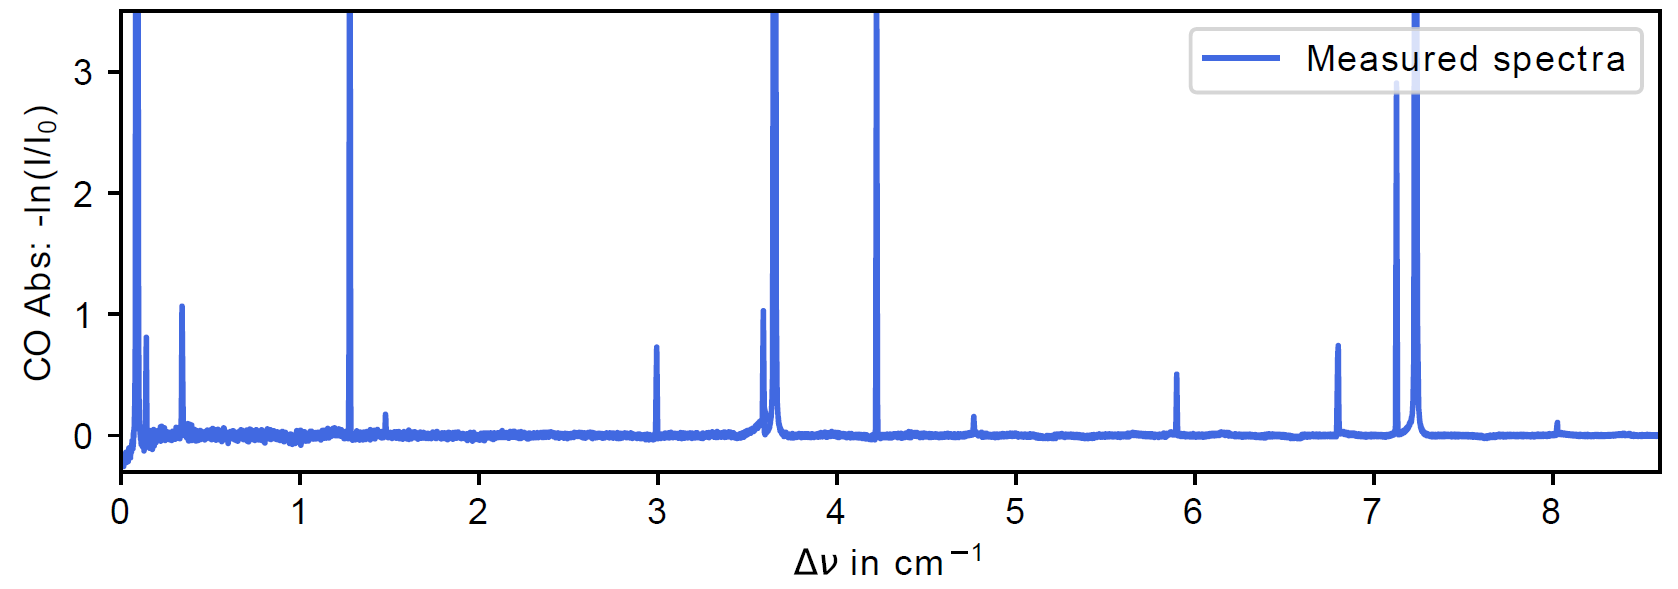 3
2
1
0
CO Abs: -ln(I/I₀)
Measured spectra
0 1 2 3 4 5 6 7 8
Δν in cm⁻¹